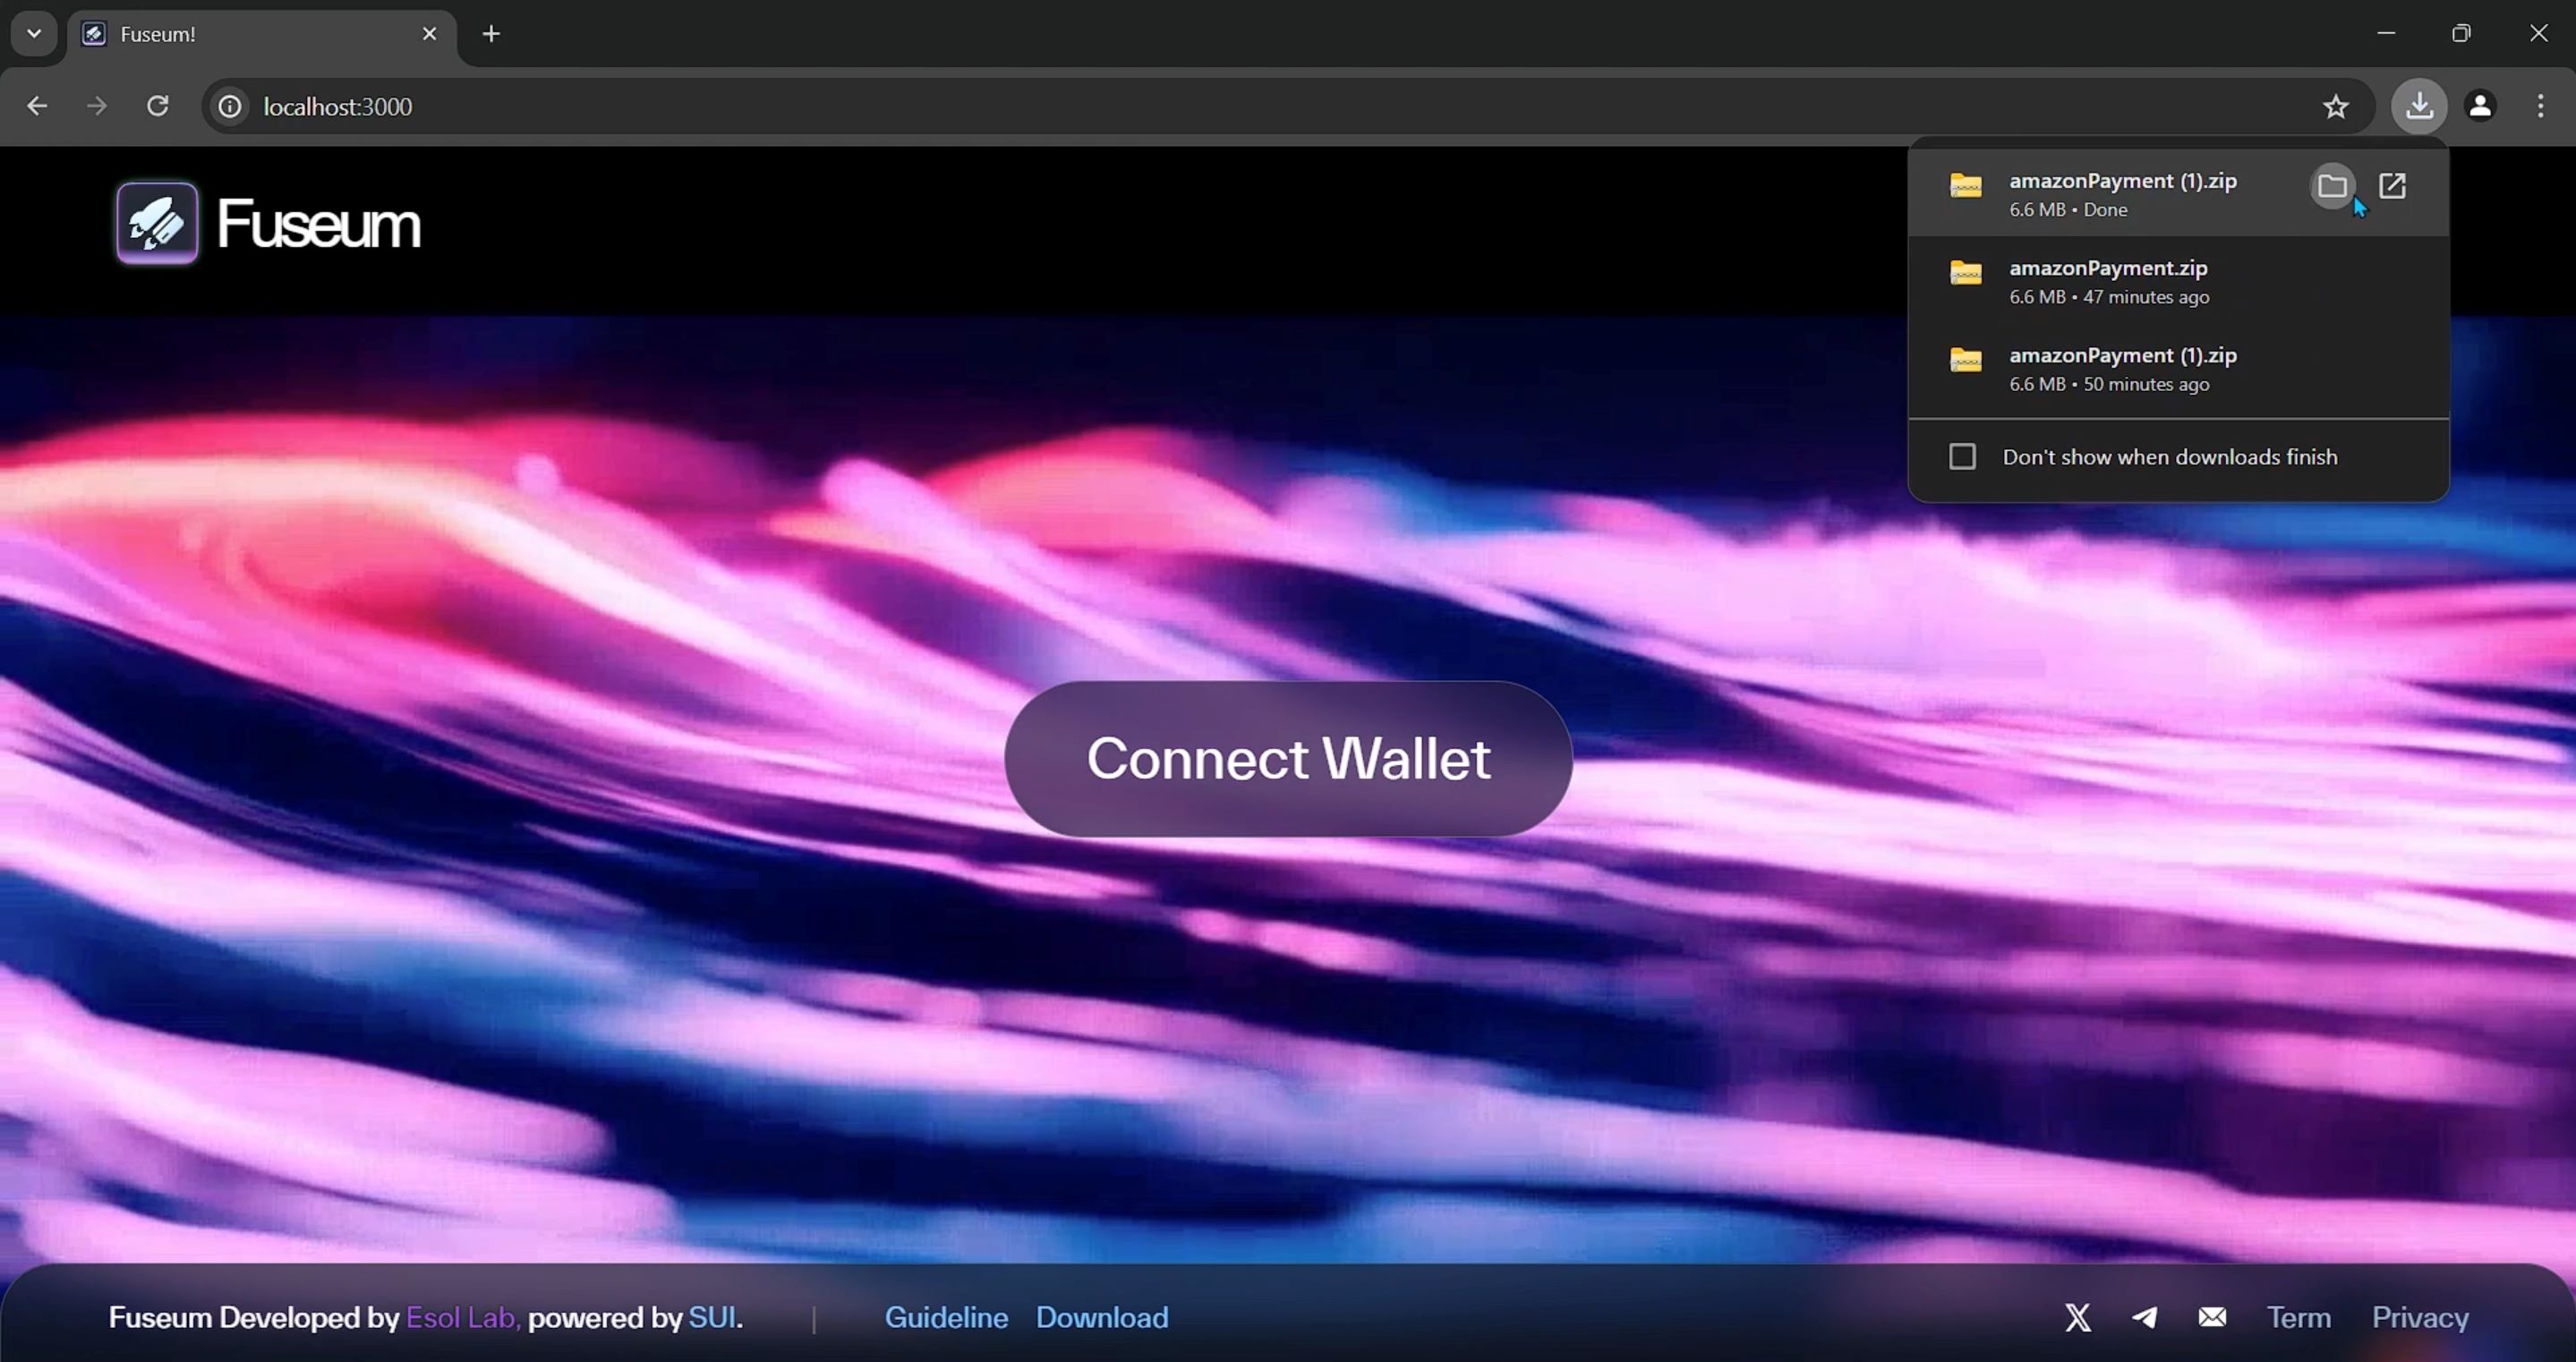 Fuseum!
localhost:3000
Fuseum
amazonPayment (1).zip
6.6 MB • Done
amazonPayment.zip
6.6 MB • 47 minutes ago
amazonPayment (1).zip
6.6 MB • 50 minutes ago
Don't show when downloads finish
Connect Wallet
Fuseum Developed by Esol Lab, powered by SUI. | Guideline Download Term Privacy